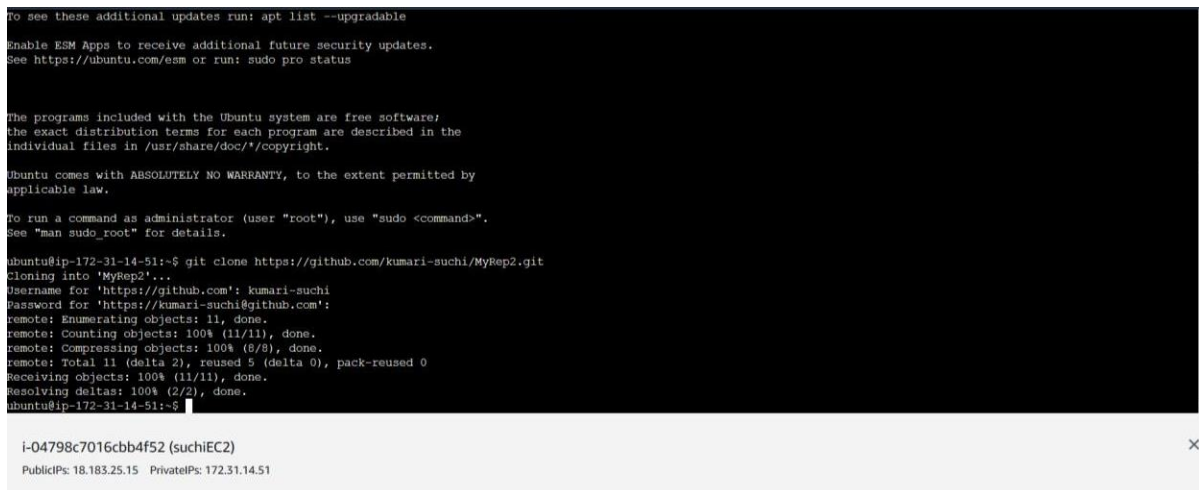 To see these additional updates run: apt list --upgradable
Enable ESM Apps to receive additional future security updates.
See https://ubuntu.com/esm or run: sudo pro status
The programs included with the Ubuntu system are free software;
the exact distribution terms for each program are described in the
individual files in /usr/share/doc/*/copyright.
Ubuntu comes with ABSOLUTELY NO WARRANTY, to the extent permitted by
applicable law.
To run a command as administrator (user "root"), use "sudo <command>".
See "man sudo_root" for details.
ubuntu@ip-172-31-14-51:~$ git clone https://github.com/kumari-suchi/MyRep2.git
Cloning into 'MyRep2'...
Username for 'https://github.com': kumari-suchi
Password for 'https://kumari-suchi@github.com':
remote: Enumerating objects: 11, done.
remote: Counting objects: 100% (11/11), done.
remote: Compressing objects: 100% (8/8), done.
remote: Total 11 (delta 2), reused 5 (delta 0), pack-reused 0
Receiving objects: 100% (11/11), done.
Resolving deltas: 100% (2/2), done.
ubuntu@ip-172-31-14-51:~$
i-04798c7016cbb4f52 (suchiEC2)
PublicIPs: 18.183.25.15 PrivateIPs: 172.31.14.51